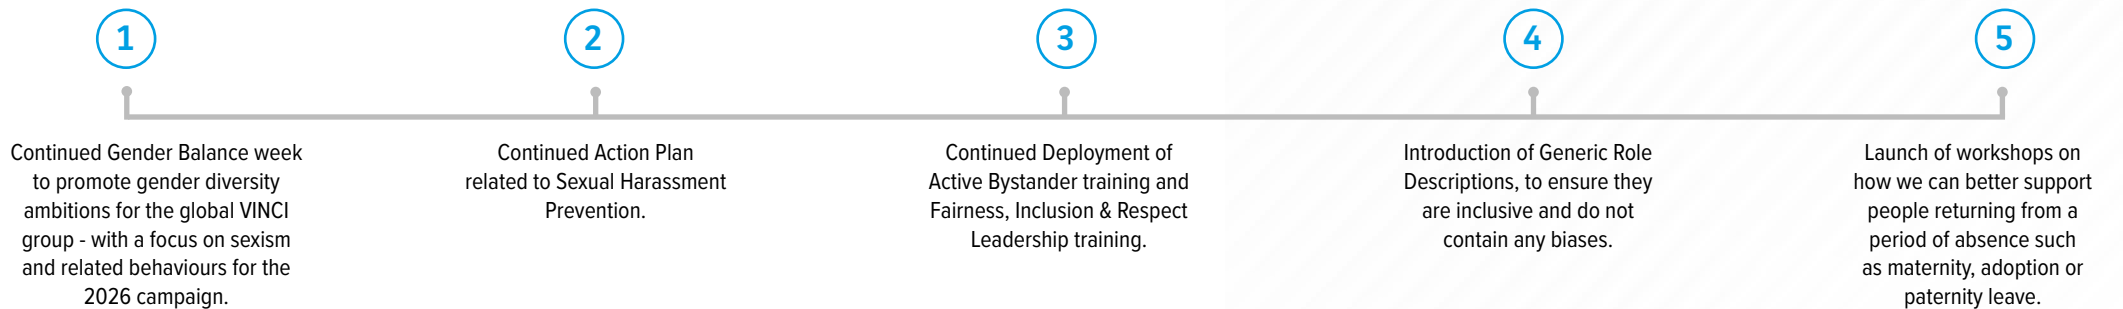 1
Continued Gender Balance week
to promote gender diversity
ambitions for the global VINCI
group - with a focus on sexism
and related behaviours for the
2026 campaign.
2
Continued Action Plan
related to Sexual Harassment
Prevention.
3
Continued Deployment of
Active Bystander training and
Fairness, Inclusion & Respect
Leadership training.
4
Introduction of Generic Role
Descriptions, to ensure they
are inclusive and do not
contain any biases.
5
Launch of workshops on
how we can better support
people returning from a
period of absence such
as maternity, adoption or
paternity leave.